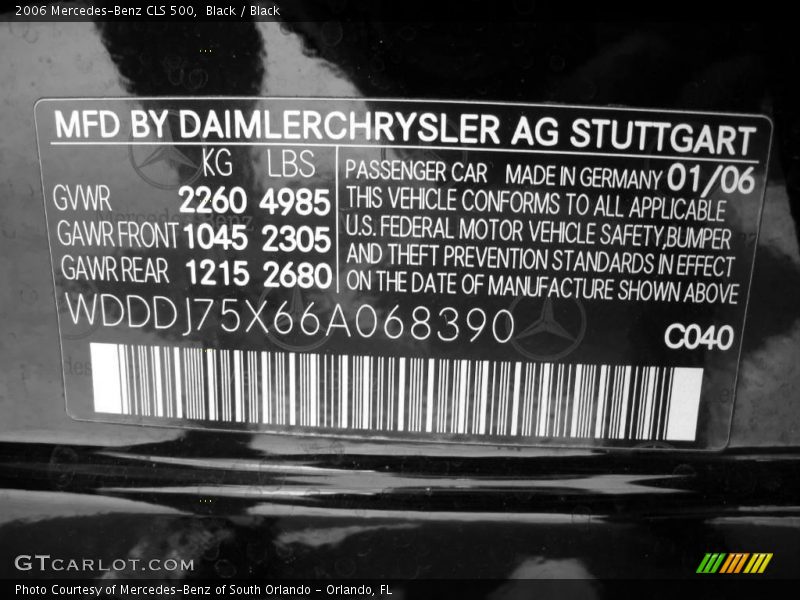 2006 Mercedes-Benz CLS 500, Black / Black
MFD BY DAIMLERCHRYSLER AG STUTTGART
KG LBS
GVWR 2260 4985
GAWR FRONT 1045 2305
GAWR REAR 1215 2680
PASSENGER CAR MADE IN GERMANY 01/06
THIS VEHICLE CONFORMS TO ALL APPLICABLE
U.S. FEDERAL MOTOR VEHICLE SAFETY,BUMPER
AND THEFT PREVENTION STANDARDS IN EFFECT
ON THE DATE OF MANUFACTURE SHOWN ABOVE
WDDDJ75X66A068390
C040
GTCARLOT.COM
Photo Courtesy of Mercedes-Benz of South Orlando - Orlando, FL